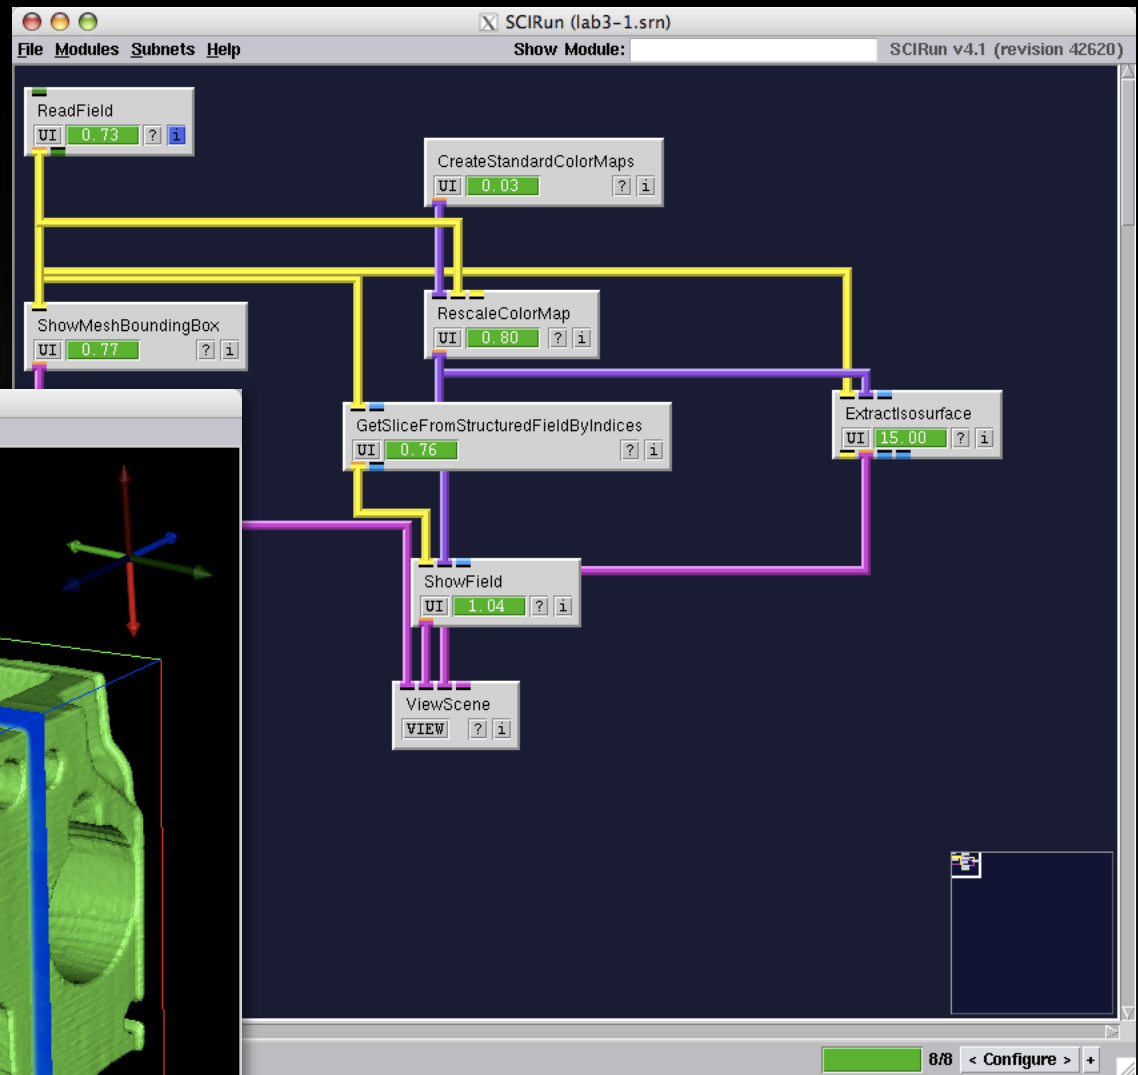 SCIRun (lab3-1.srn)
File Modules Subnets Help Show Module: SCIRun v4.1 (revision 42620)
ReadField
UI 0.73 ? i
CreateStandardColorMaps
UI 0.03 ? i
RescaleColorMap
UI 0.80 ? i
ShowMeshBoundingBox
UI 0.77 ? i
GetSliceFromStructuredFieldByIndices
UI 0.76 ? i
ExtractIsosurface
UI 15.00 ? i
ShowField
UI 1.04 ? i
ViewScene
VIEW ? i
8/8 < Configure > +